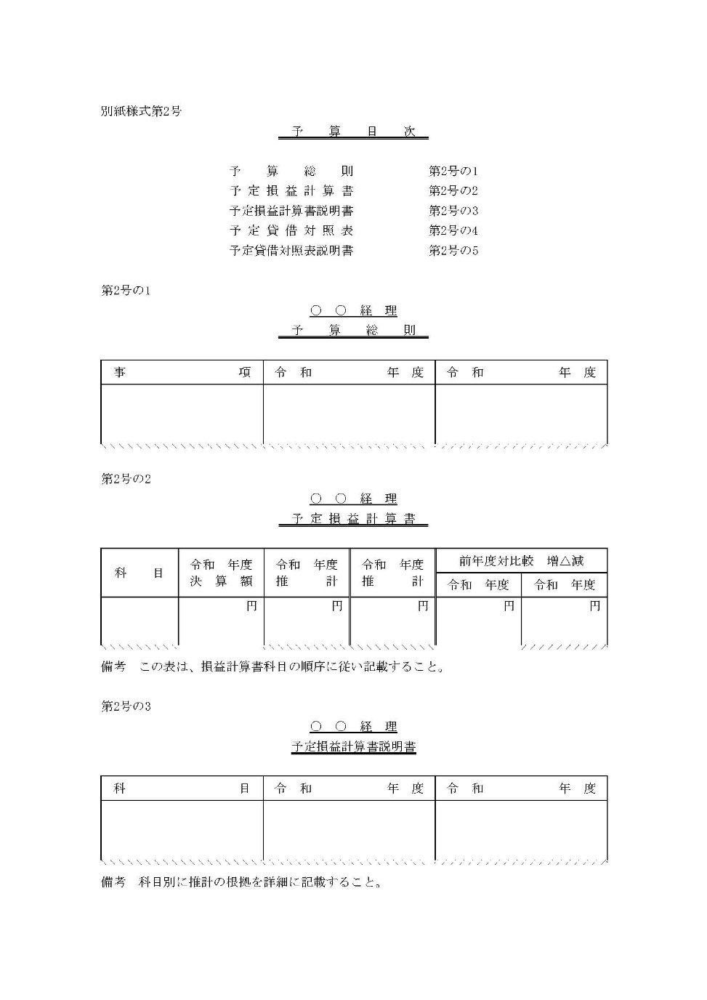 別紙様式第2号
予　算　目　次
予　算　総　則　第2号の1
予定損益計算書　第2号の2
予定損益計算書説明書　第2号の3
予定貸借対照表　第2号の4
予定貸借対照表説明書　第2号の5
第2号の1
○　○　経　理
予　算　総　則
事　項　令　和　年　度　令　和　年　度
第2号の2
○　○　経　理
予定損益計算書
前年度対比較　増△減
科　目　令和　年度　令和　年度　令和　年度
決　算　額　推　計　推　計
令和　年度　令和　年度
円　円　円　円　円
備考　この表は、損益計算書科目の順序に従い記載すること。
第2号の3
○　○　経　理
予定損益計算書説明書
科　目　令　和　年　度　令　和　年　度
備考　科目別に推計の根拠を詳細に記載すること。